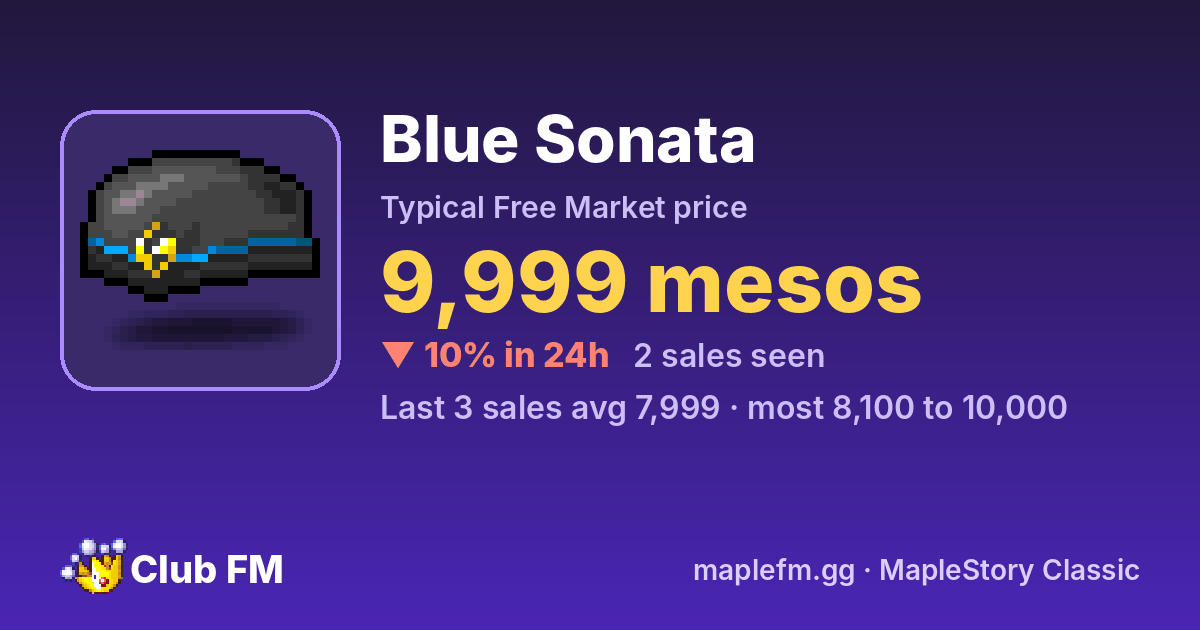 Blue Sonata
Typical Free Market price
9,999 mesos
▼ 10% in 24h 2 sales seen
Last 3 sales avg 7,999 · most 8,100 to 10,000
Club FM
maplefm.gg · MapleStory Classic